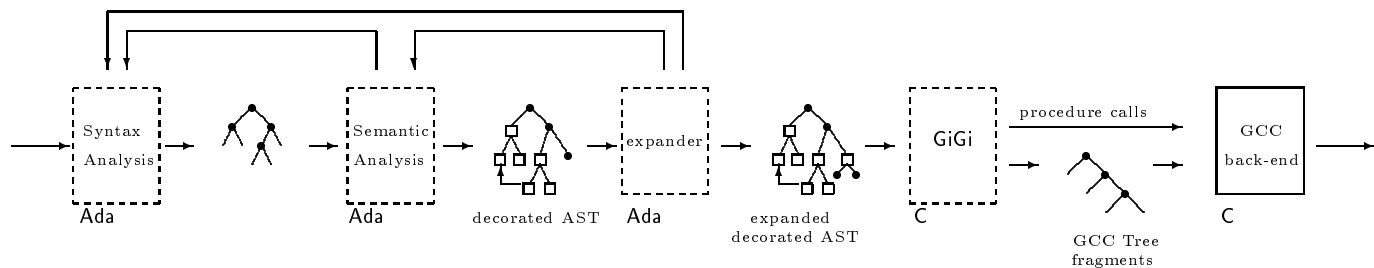 Syntax
Analysis
Ada
Semantic
Analysis
Ada
decorated AST
expander
Ada
expanded
decorated AST
GiGi
C
procedure calls
GCC Tree
fragments
GCC
back-end
C